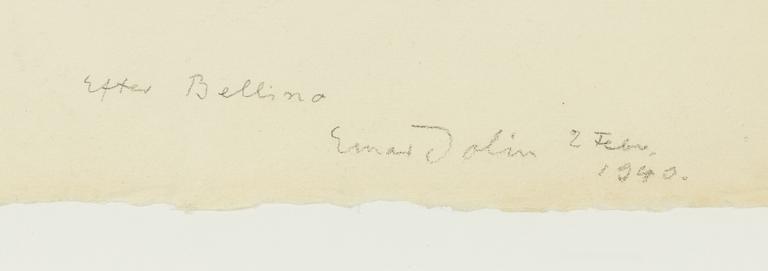 Efter Bellino
Einar Jolin 2 Febr.
1940.